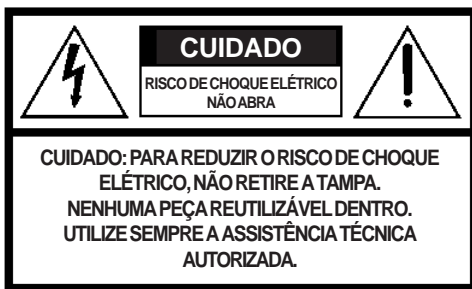 CUIDADO
RISCO DE CHOQUE ELÉTRICO
NÃO ABRA
CUIDADO: PARA REDUZIR O RISCO DE CHOQUE
ELÉTRICO, NÃO RETIRE A TAMPA.
NENHUMA PEÇA REUTILIZÁVEL DENTRO.
UTILIZE SEMPRE A ASSISTÊNCIA TÉCNICA
AUTORIZADA.